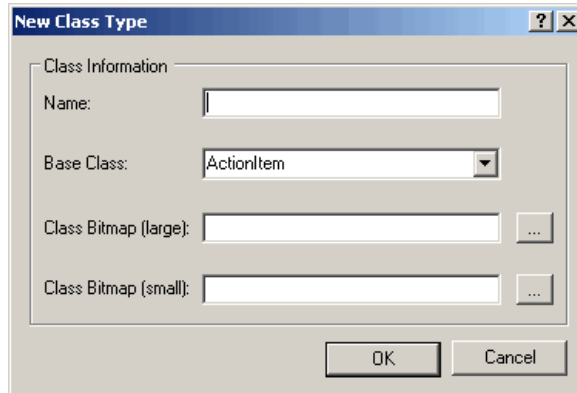 New Class Type
Class Information
Name:
Base Class: ActionItem
Class Bitmap (large): ...
Class Bitmap (small): ...
OK Cancel